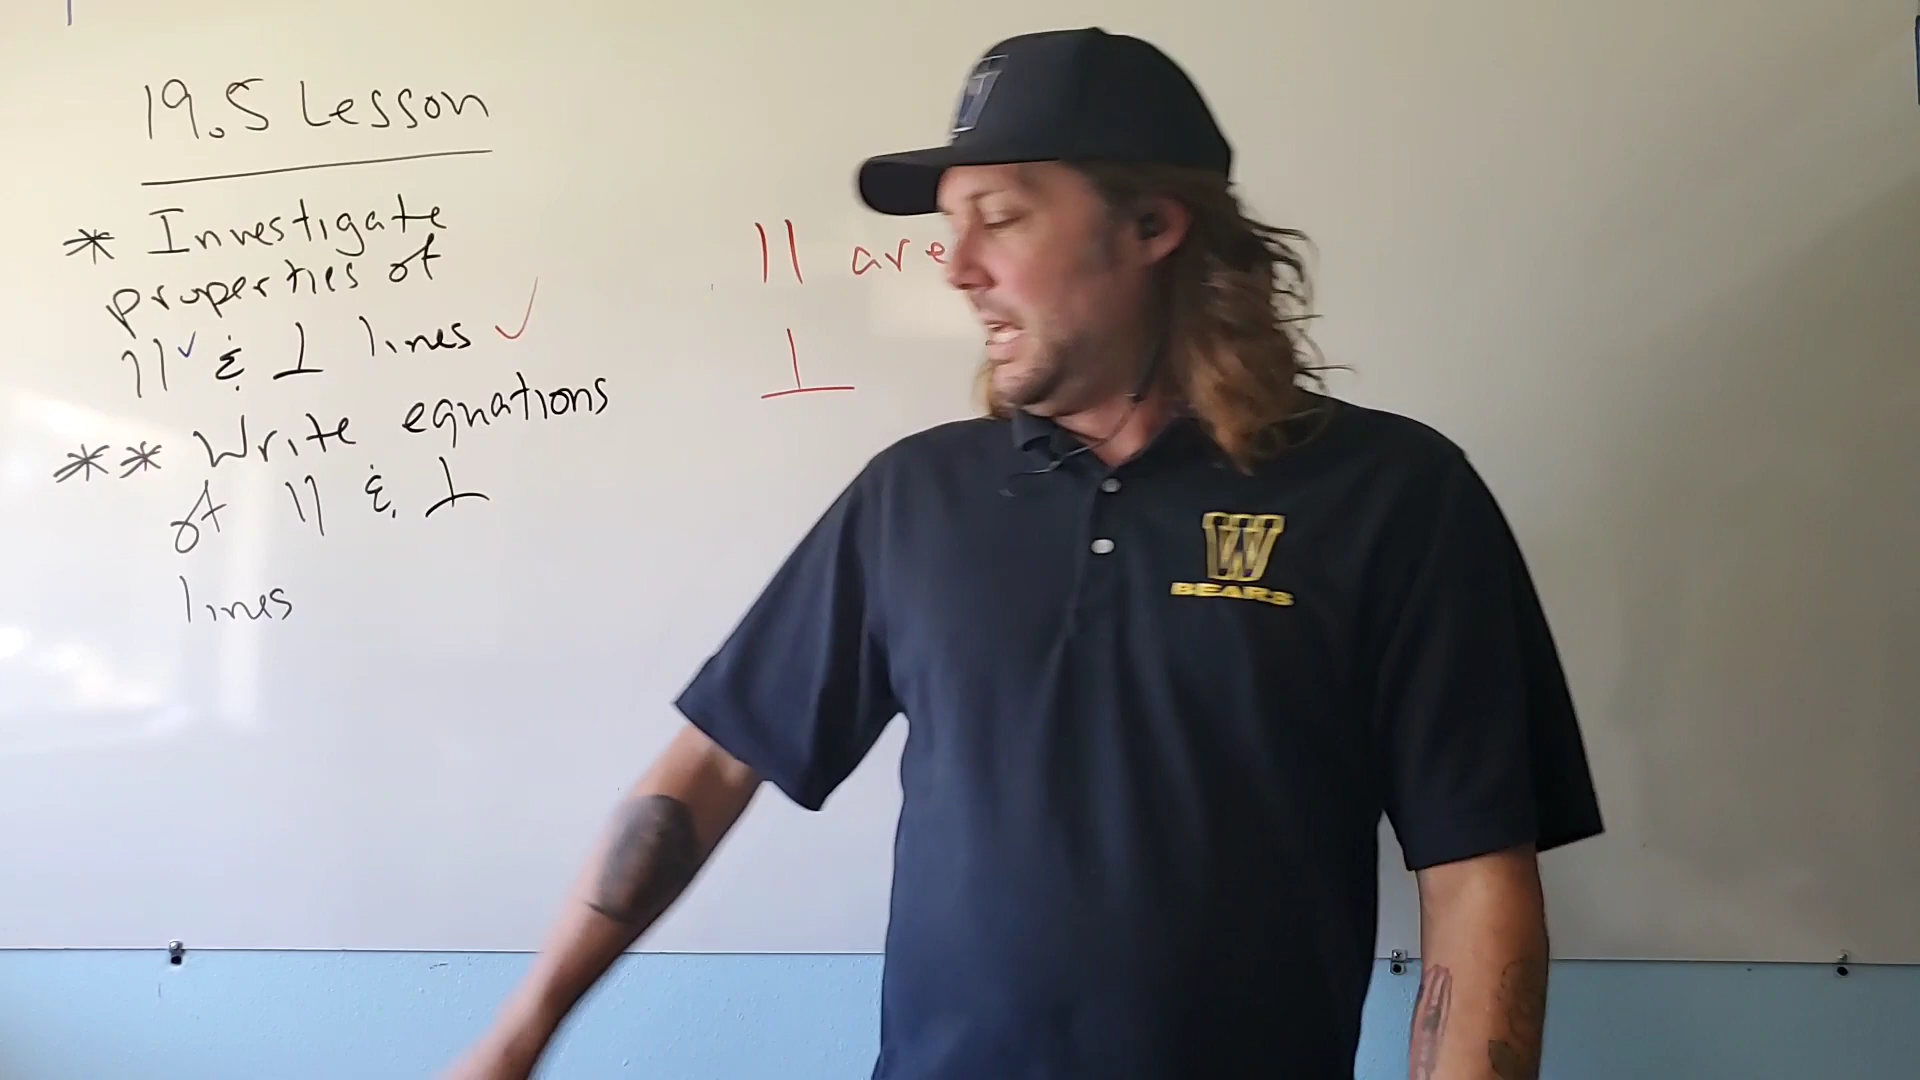 19.5 Lesson
* Investigate
properties of
|| ✓ & ⊥ lines ✓
** Write equations
of || & ⊥
lines
|| are
⊥
W
BEARS